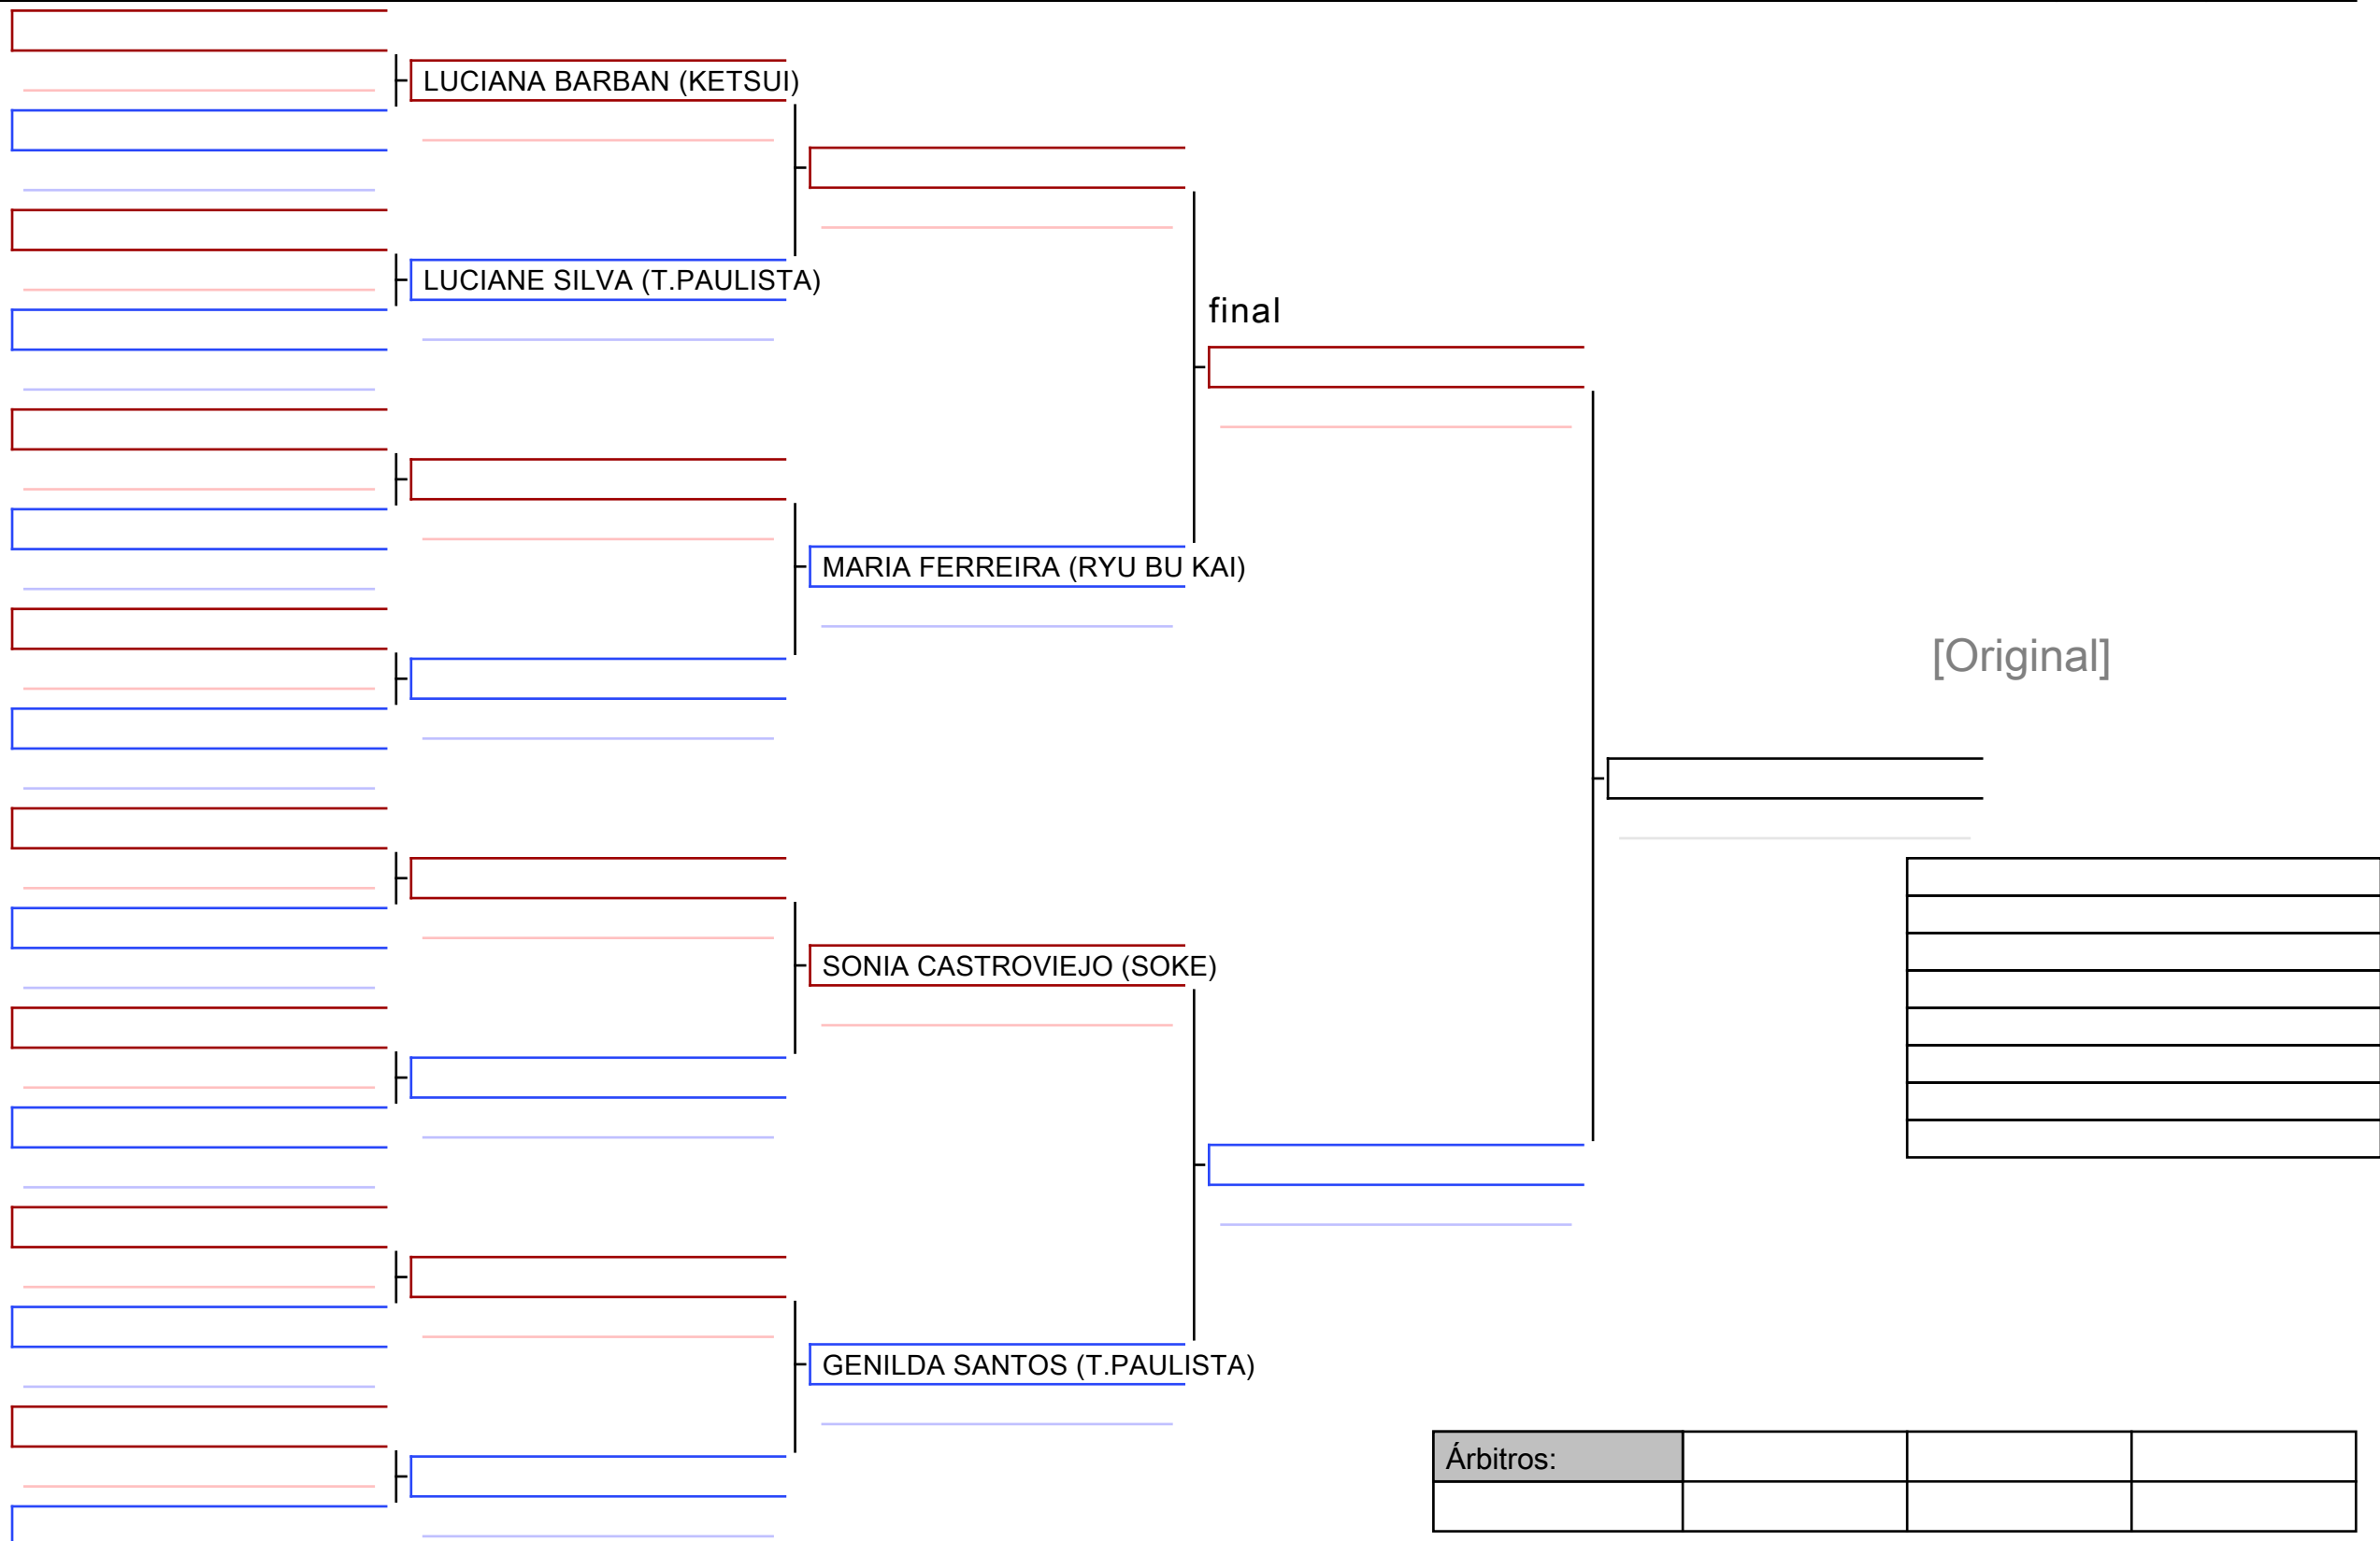 LUCIANA BARBAN (KETSUI)
LUCIANE SILVA (T.PAULISTA)
final
MARIA FERREIRA (RYU BU KAI)
[Original]
SONIA CASTROVIEJO (SOKE)
GENILDA SANTOS (T.PAULISTA)
Árbitros: